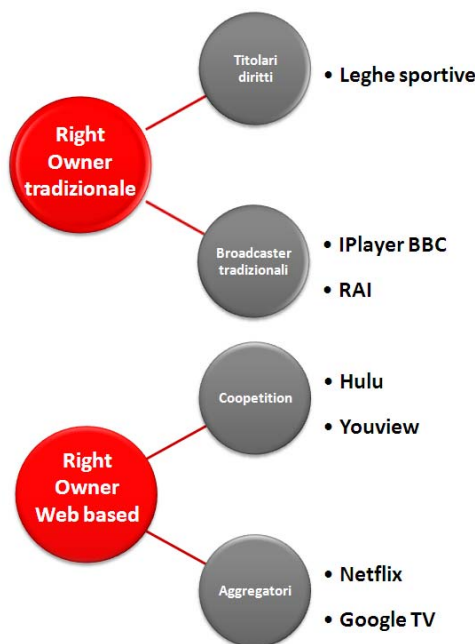 Titolari
diritti
• Leghe sportive
Right
Owner
tradizionale
Broadcaster
tradizionali
• IPlayer BBC
• RAI
Coopetition
• Hulu
• Youview
Right
Owner
Web based
Aggregatori
• Netflix
• Google TV